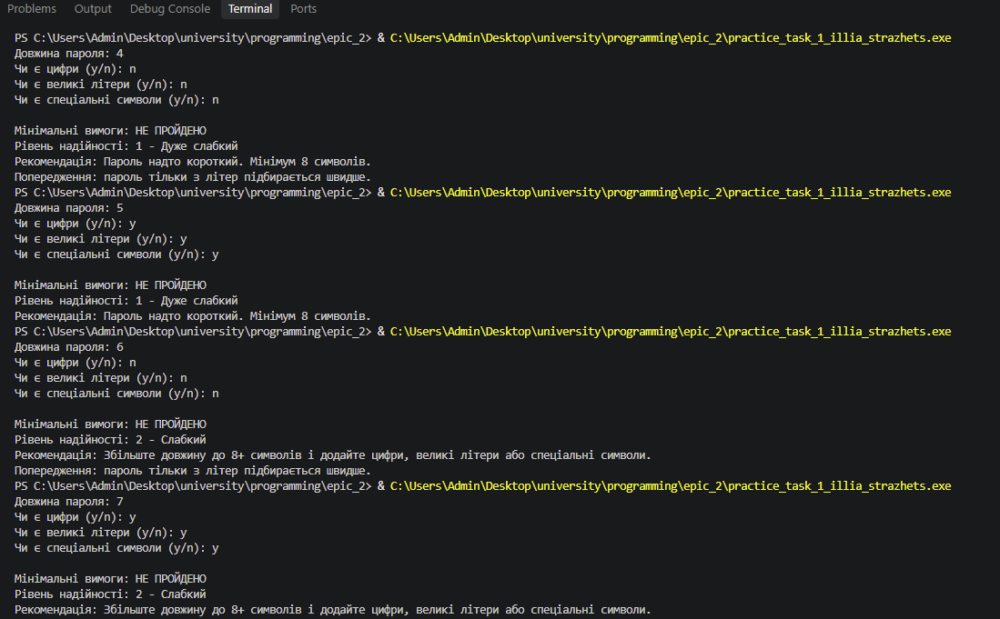 Problems Output Debug Console Terminal Ports
PS C:\Users\Admin\Desktop\university\programming\epic_2> & C:\Users\Admin\Desktop\university\programming\epic_2\practice_task_1_illia_strazhets.exe
Довжина пароля: 4
Чи є цифри (y/n): n
Чи є великі літери (y/n): n
Чи є спеціальні символи (y/n): n
Мінімальні вимоги: НЕ ПРОЙДЕНО
Рівень надійності: 1 - Дуже слабкий
Рекомендація: Пароль надто короткий. Мінімум 8 символів.
Попередження: пароль тільки з літер підбирається швидше.
PS C:\Users\Admin\Desktop\university\programming\epic_2> & C:\Users\Admin\Desktop\university\programming\epic_2\practice_task_1_illia_strazhets.exe
Довжина пароля: 5
Чи є цифри (y/n): y
Чи є великі літери (y/n): y
Чи є спеціальні символи (y/n): y
Мінімальні вимоги: НЕ ПРОЙДЕНО
Рівень надійності: 1 - Дуже слабкий
Рекомендація: Пароль надто короткий. Мінімум 8 символів.
PS C:\Users\Admin\Desktop\university\programming\epic_2> & C:\Users\Admin\Desktop\university\programming\epic_2\practice_task_1_illia_strazhets.exe
Довжина пароля: 6
Чи є цифри (y/n): n
Чи є великі літери (y/n): n
Чи є спеціальні символи (y/n): n
Мінімальні вимоги: НЕ ПРОЙДЕНО
Рівень надійності: 2 - Слабкий
Рекомендація: Збільште довжину до 8+ символів і додайте цифри, великі літери або спеціальні символи.
Попередження: пароль тільки з літер підбирається швидше.
PS C:\Users\Admin\Desktop\university\programming\epic_2> & C:\Users\Admin\Desktop\university\programming\epic_2\practice_task_1_illia_strazhets.exe
Довжина пароля: 7
Чи є цифри (y/n): y
Чи є великі літери (y/n): y
Чи є спеціальні символи (y/n): y
Мінімальні вимоги: НЕ ПРОЙДЕНО
Рівень надійності: 2 - Слабкий
Рекомендація: Збільште довжину до 8+ символів і додайте цифри, великі літери або спеціальні символи.